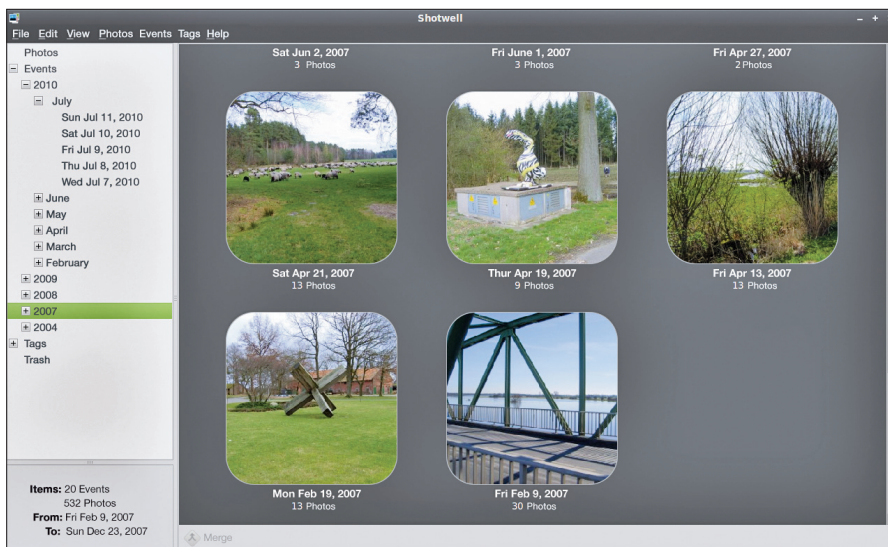 Shotwell
File Edit View Photos Events Tags Help
Photos
Events
2010
July
Sun Jul 11, 2010
Sat Jul 10, 2010
Fri Jul 9, 2010
Thu Jul 8, 2010
Wed Jul 7, 2010
June
May
April
March
February
2009
2008
2007
2004
Tags
Trash
Items: 20 Events
532 Photos
From: Fri Feb 9, 2007
To: Sun Dec 23, 2007
Sat Jun 2, 2007
3 Photos
Fri June 1, 2007
3 Photos
Fri Apr 27, 2007
2 Photos
Sat Apr 21, 2007
13 Photos
Thur Apr 19, 2007
9 Photos
Fri Apr 13, 2007
13 Photos
Mon Feb 19, 2007
13 Photos
Fri Feb 9, 2007
30 Photos
Merge